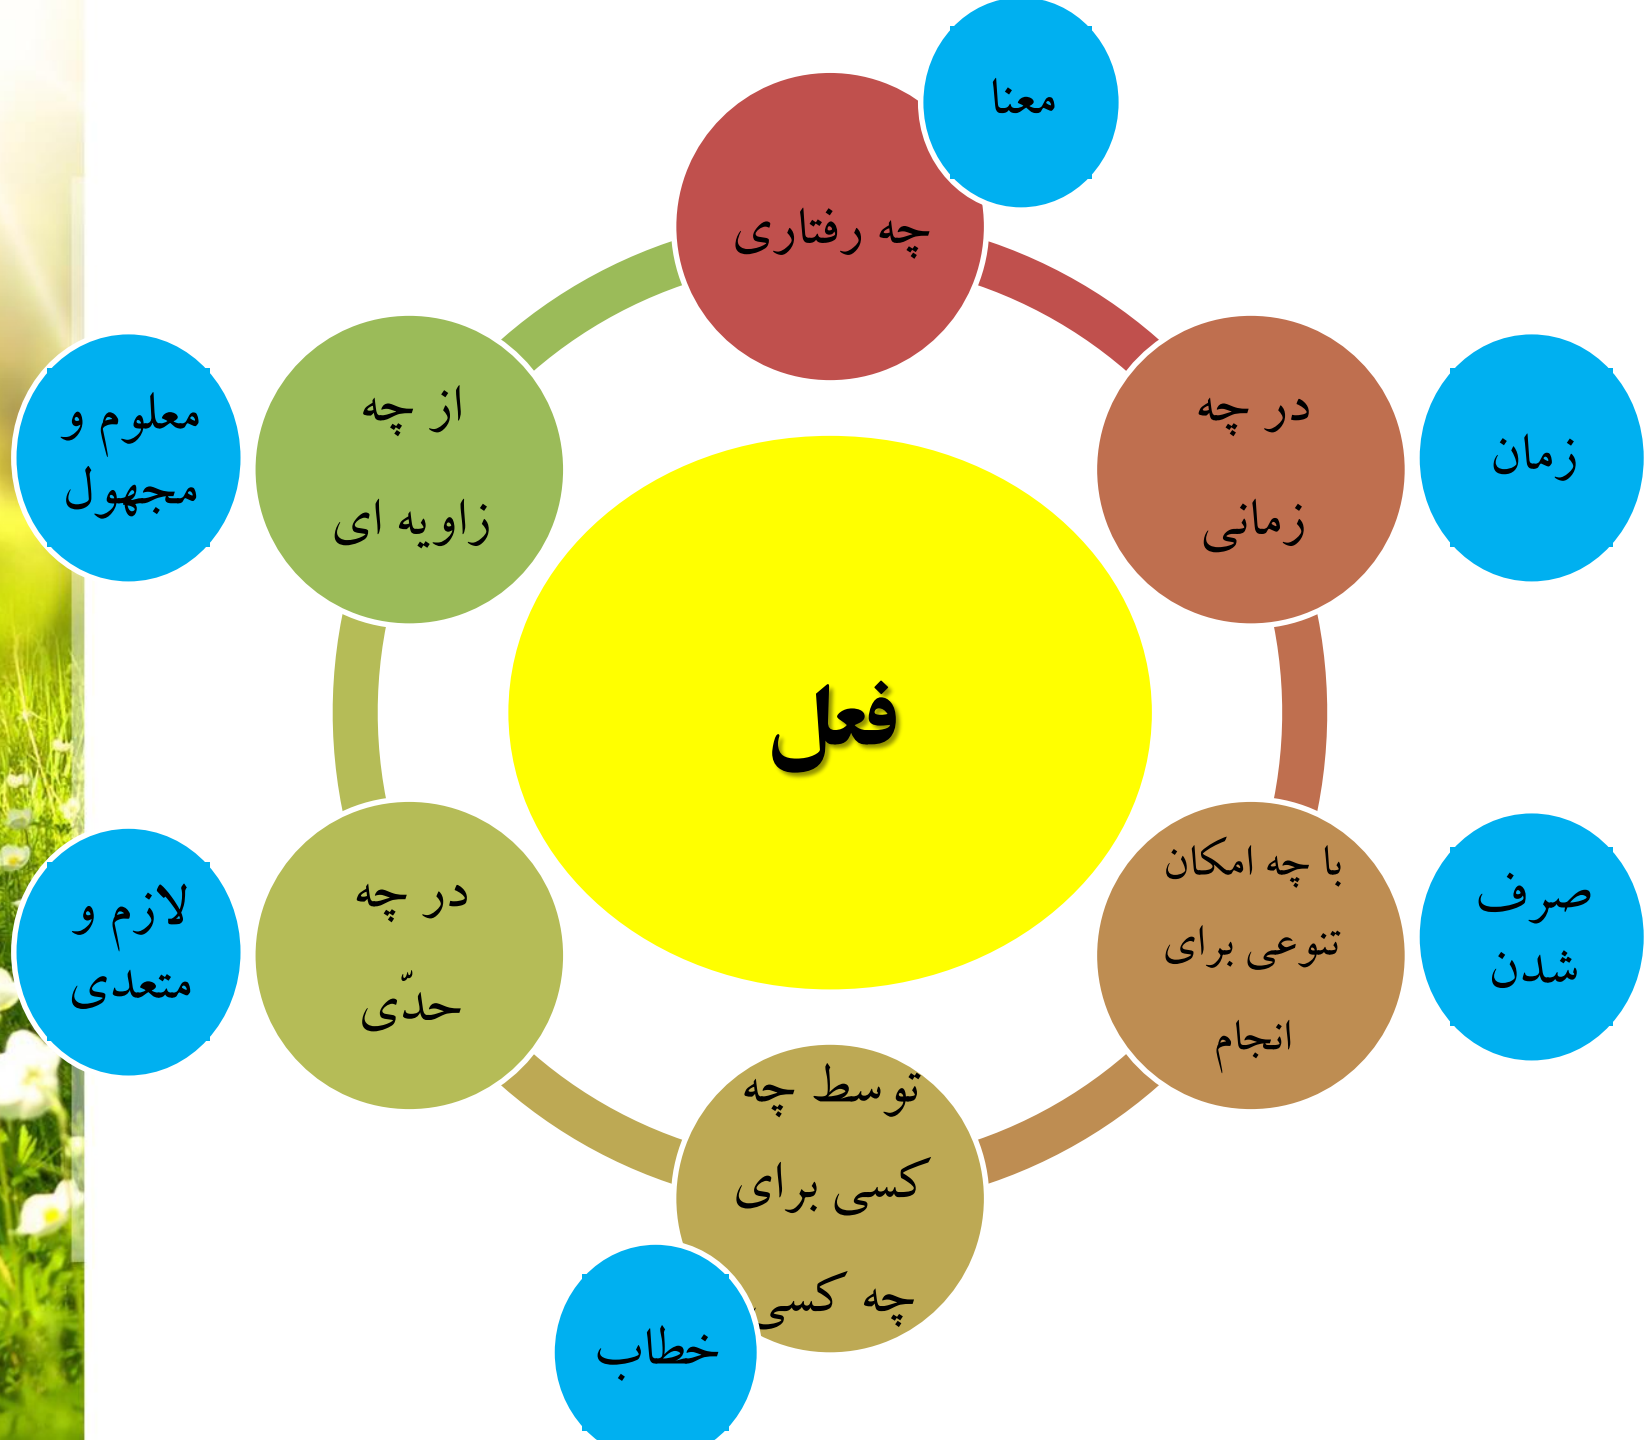 معنا
چه رفتاری
در چه
زمانی
زمان
با چه امکان
تنوعی برای
انجام
صرف
شدن
توسط چه
کسی برای
چه کسی
خطاب
در چه
حدّی
لازم و
متعدی
از چه
زاویه ای
معلوم و
مجهول
فعل